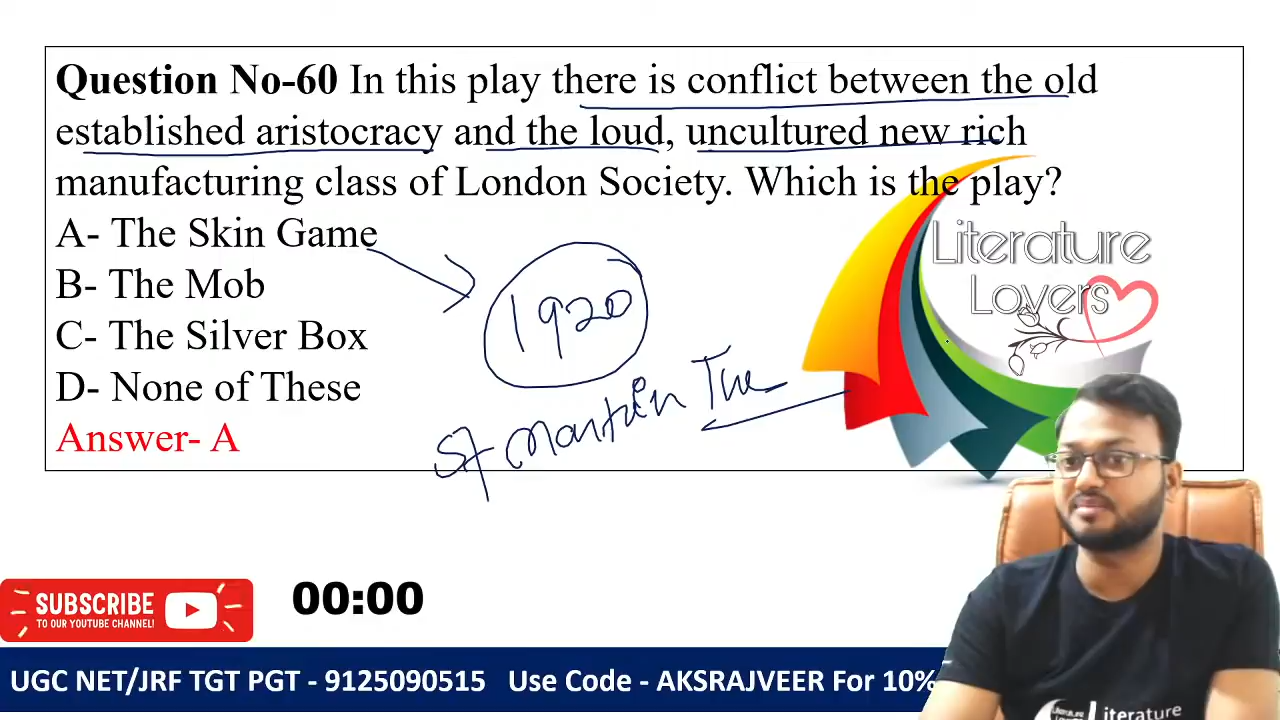 Question No-60 In this play there is conflict between the old
established aristocracy and the loud, uncultured new rich
manufacturing class of London Society. Which is the play?
A- The Skin Game
B- The Mob
C- The Silver Box
D- None of These
Answer- A
1920
St Martin The
Literature
Lovers
SUBSCRIBE
TO OUR YOUTUBE CHANNEL!
00:00
UGC NET/JRF TGT PGT - 9125090515 Use Code - AKSRAJVEER For 10%
Literature